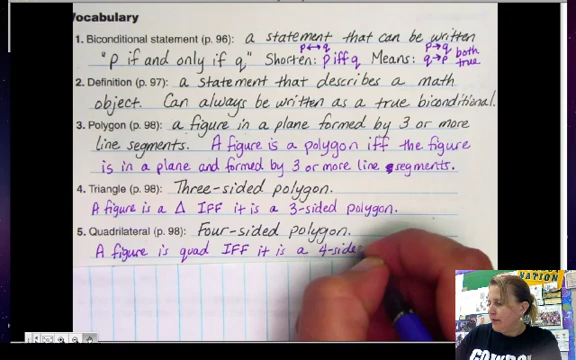 Vocabulary
1. Biconditional statement (p. 96): a statement that can be written
"p if and only if q" Shorten: p↔q p iff q Means: p→q q→p both true
2. Definition (p. 97): a statement that describes a math
object. Can always be written as a true biconditional.
3. Polygon (p. 98): a figure in a plane formed by 3 or more
line segments. A figure is a polygon iff the figure
is in a plane and formed by 3 or more line segments.
4. Triangle (p. 98): Three-sided polygon.
A figure is a Δ IFF it is a 3-sided polygon.
5. Quadrilateral (p. 98): Four-sided polygon.
A figure is quad IFF it is a 4-side
NATION
COWBO